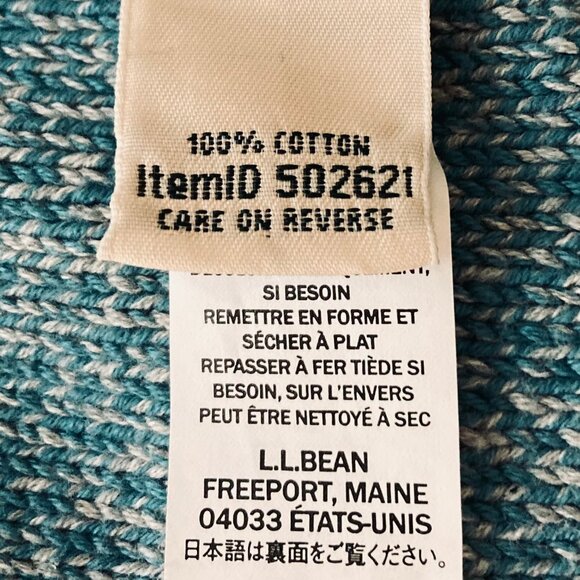 100% COTTON
ItemID 502621
CARE ON REVERSE
SI BESOIN
REMETTRE EN FORME ET
SÉCHER À PLAT
REPASSER À FER TIÈDE SI
BESOIN, SUR L'ENVERS
PEUT ÊTRE NETTOYÉ À SEC
L.L.BEAN
FREEPORT, MAINE
04033 ÉTATS-UNIS
日本語は裏面をご覧ください。